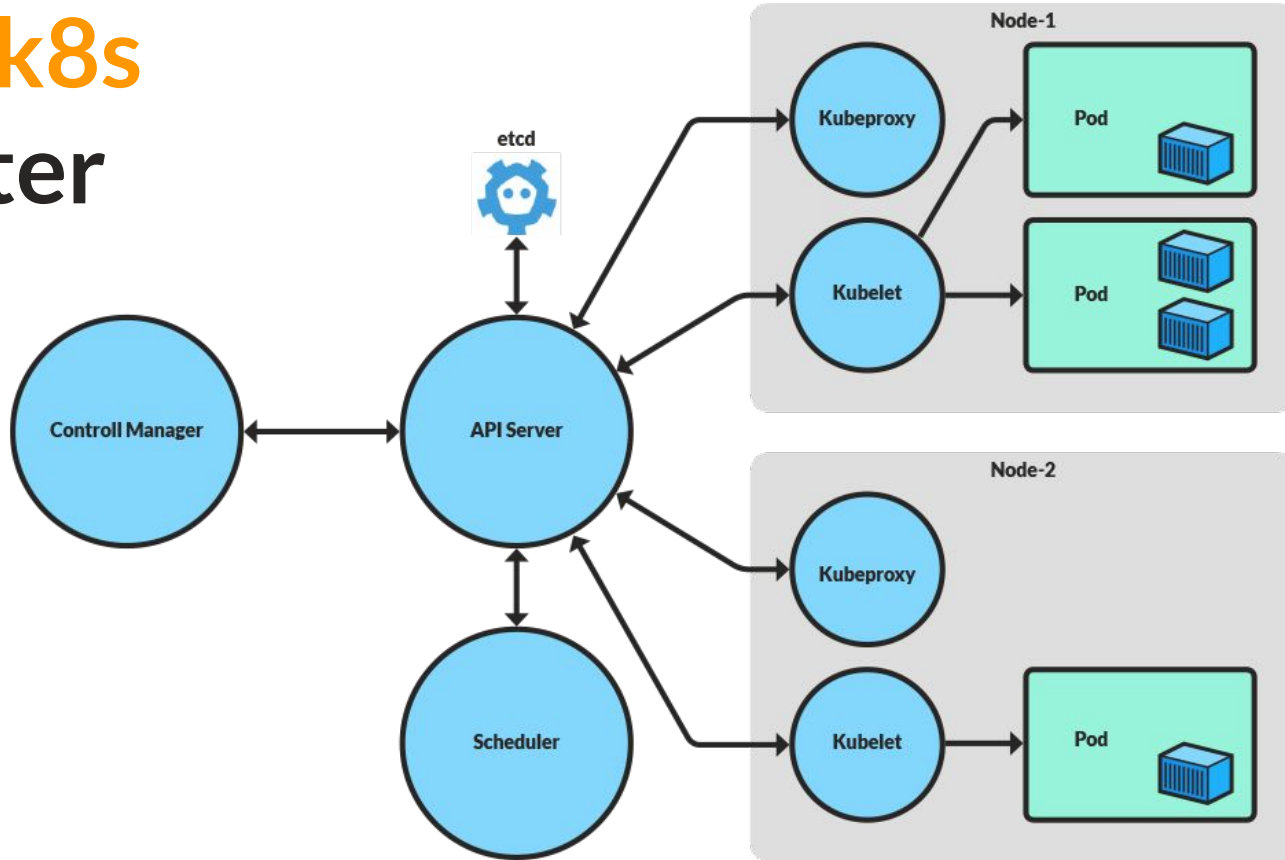 k8s
ter
etcd
Controll Manager
API Server
Scheduler
Node-1
Kubeproxy
Pod
Kubelet
Pod
Node-2
Kubeproxy
Kubelet
Pod